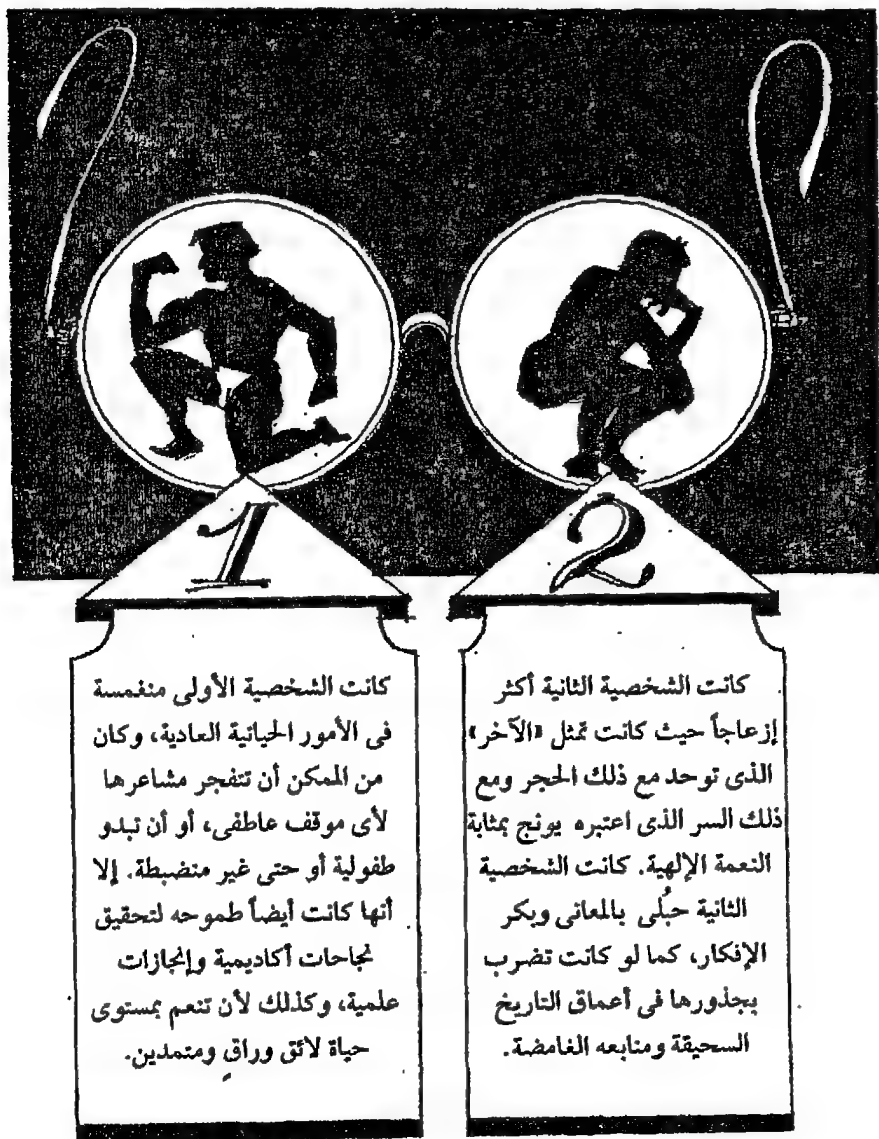 1
كانت الشخصية الأولى منغمسة
فى الأمور الحياتية العادية، وكان
من الممكن أن تتفجر مشاعرها
لأى موقف عاطفى، أو أن تبدو
طفولية أو حتى غير منضبطة. إلا
أنها كانت أيضاً طموحه لتحقيق
نجاحات أكاديمية وإنجازات
علمية، وكذلك لأن تنعم بمستوى
حياة لائق وراقٍ ومتمدين.
2
كانت الشخصية الثانية أكثر
إزعاجاً حيث كانت تمثل «الآخر»
الذى توحد مع ذلك الحجر ومع
ذلك السر الذى اعتبره يونج بمثابة
النعمة الإلهية. كانت الشخصية
الثانية حبُلى بالمعانى وبكر
الإفكار، كما لو كانت تضرب
بجذورها فى أعماق التاريخ
السحيقة ومنابعه الغامضة.